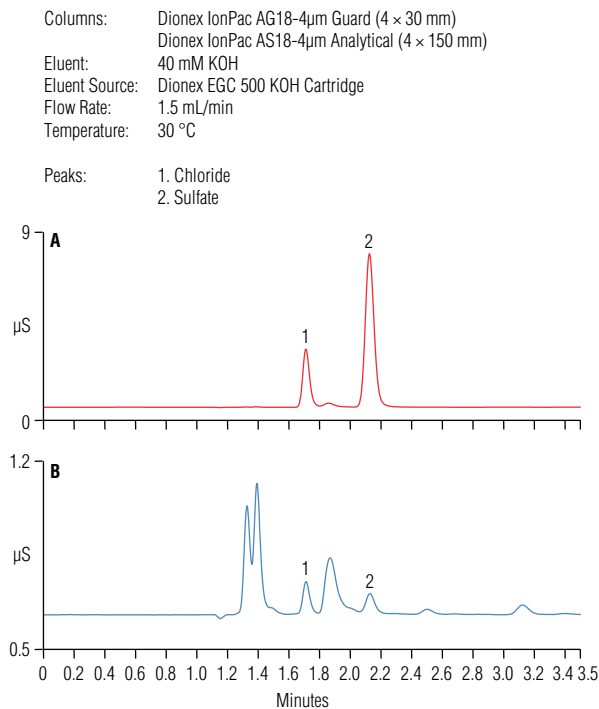 Columns: Dionex IonPac AG18-4µm Guard (4 × 30 mm)
Dionex IonPac AS18-4µm Analytical (4 × 150 mm)
Eluent: 40 mM KOH
Eluent Source: Dionex EGC 500 KOH Cartridge
Flow Rate: 1.5 mL/min
Temperature: 30 °C
Peaks: 1. Chloride
2. Sulfate
9
A
2
1
µS
0
1.2
B
µS
1
2
0.5
0 0.2 0.4 0.6 0.8 1.0 1.2 1.4 1.6 1.8 2.0 2.2 2.4 2.6 2.8 3.0 3.2 3.4 3.5
Minutes